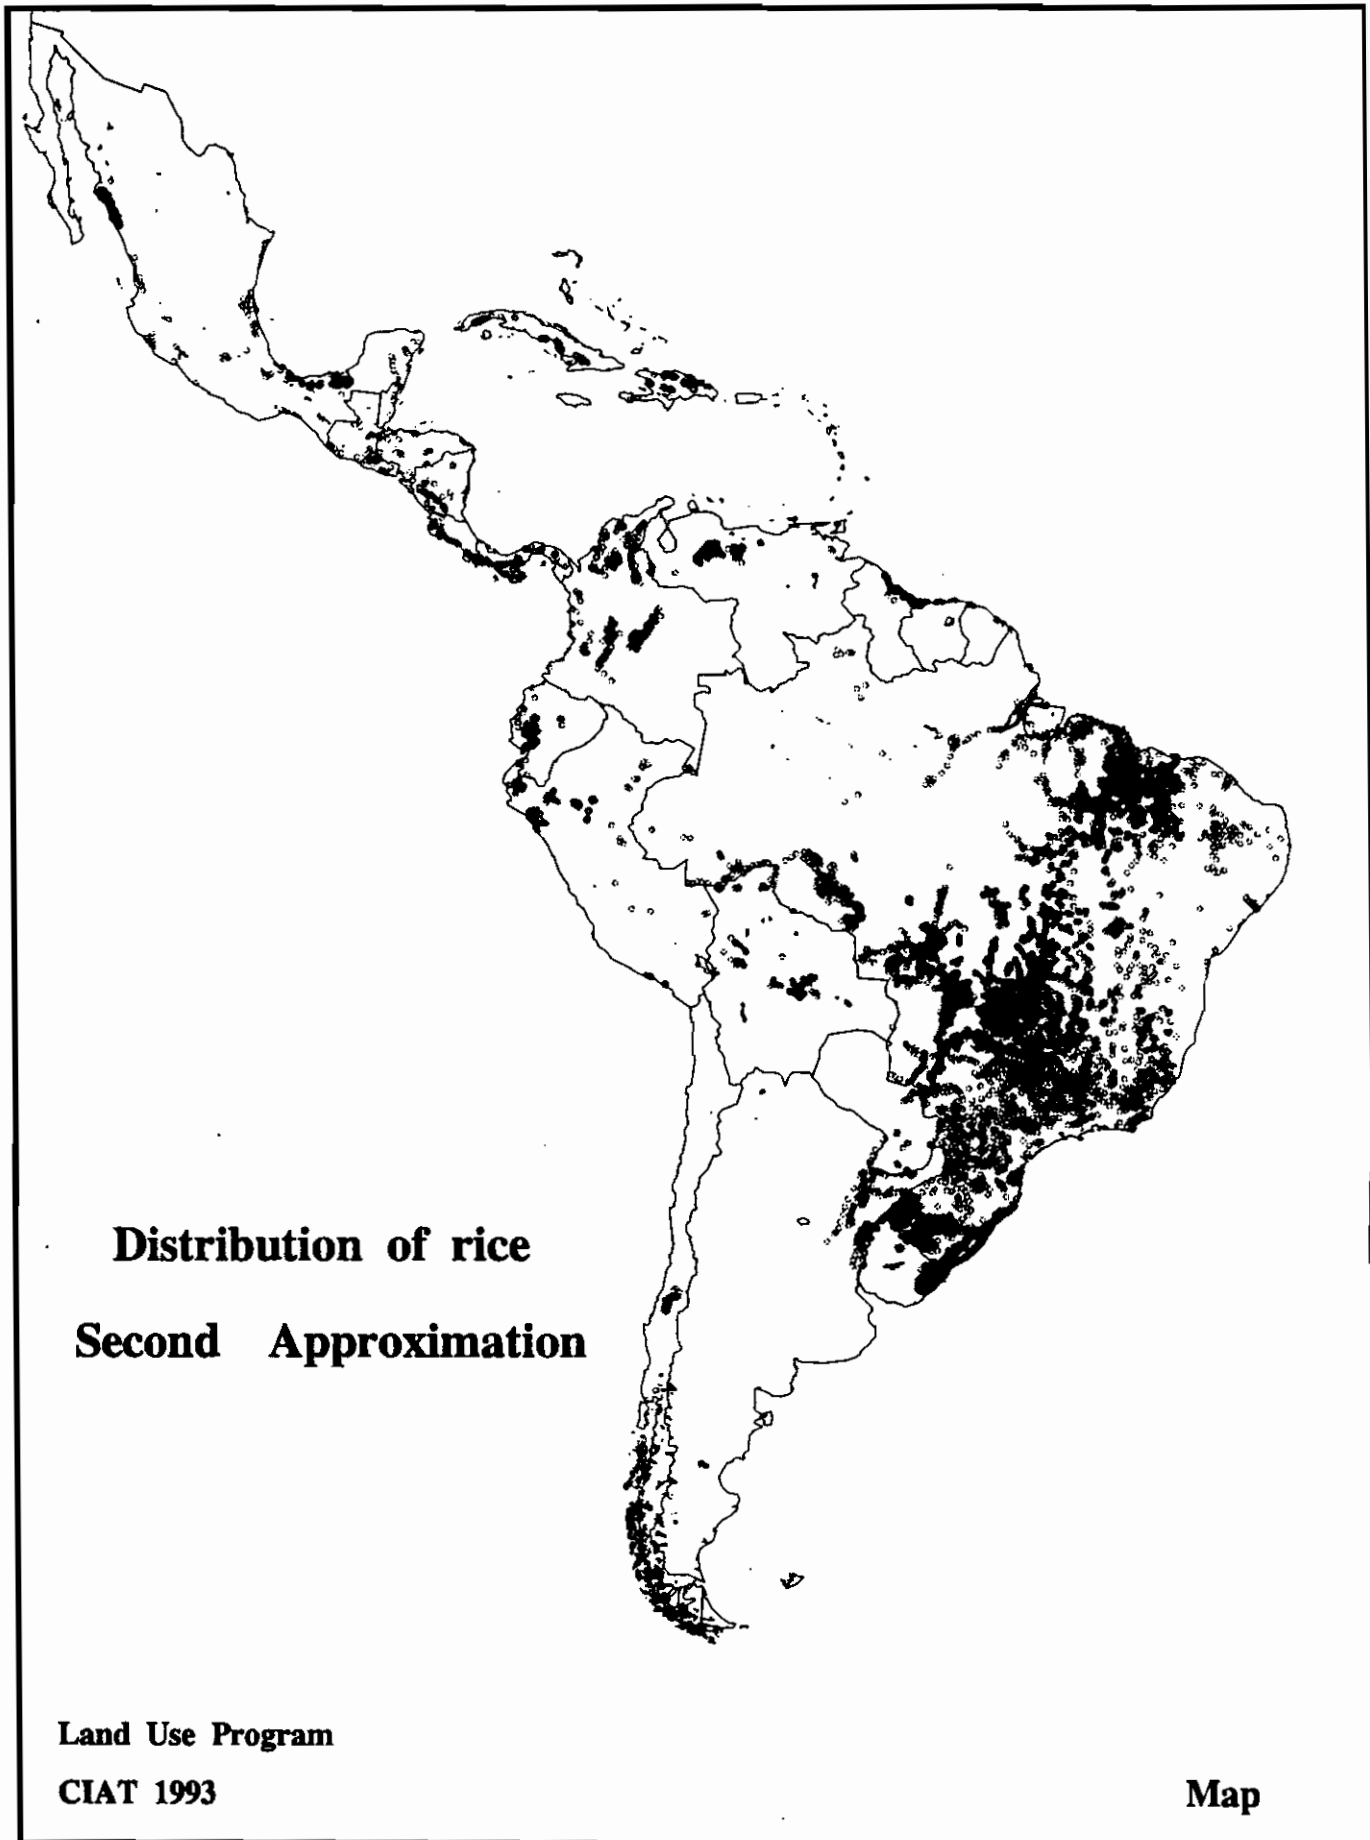 Distribution of rice
Second Approximation
Land Use Program
CIAT 1993
Map